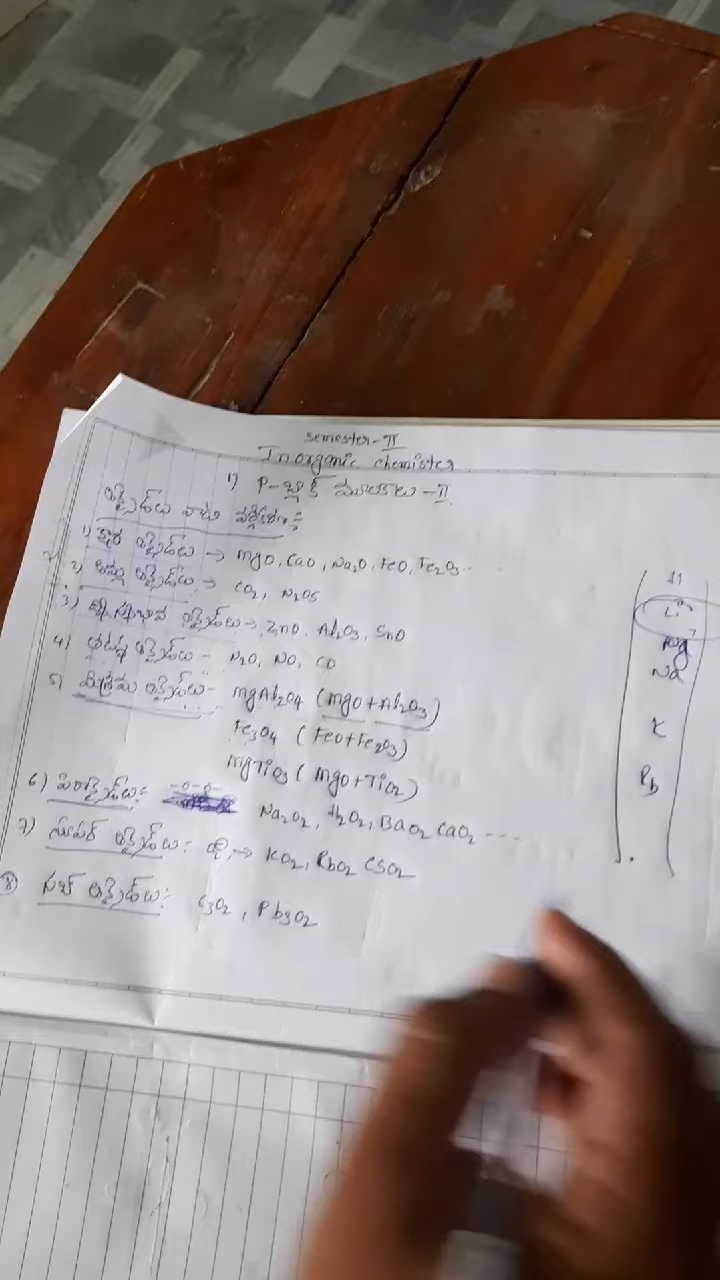 Semester-II
Inorganic chemister
1) P-బ్లాక్ మూలకాలు -II
ఆక్సైడ్‌లు వాటి వర్గీకరణ :-
1) క్షార ఆక్సైడ్‌లు → MgO, CaO, Na2O, FeO, Fe2O3..
2) ఆమ్ల ఆక్సైడ్‌లు → CO2, N2O5
3) ద్విస్వభావ ఆక్సైడ్‌లు → ZnO, Al2O3, SnO
4) తటస్థ ఆక్సైడ్‌లు - N2O, NO, CO
5) మిశ్రమ ఆక్సైడ్‌లు - MgAl2O4 (MgO+Al2O3)
Fe3O4 (FeO+Fe2O3)
MgTiO3 (MgO+TiO2)
6) పెరాక్సైడ్‌లు: -O-O- Na2O2, H2O2, BaO2 CaO2 ---
7) సూపర్ ఆక్సైడ్‌లు: → KO2, RbO2 CsO2
8) సబ్ ఆక్సైడ్‌లు: C3O2, Pb3O2
Li
Na
K
Rb